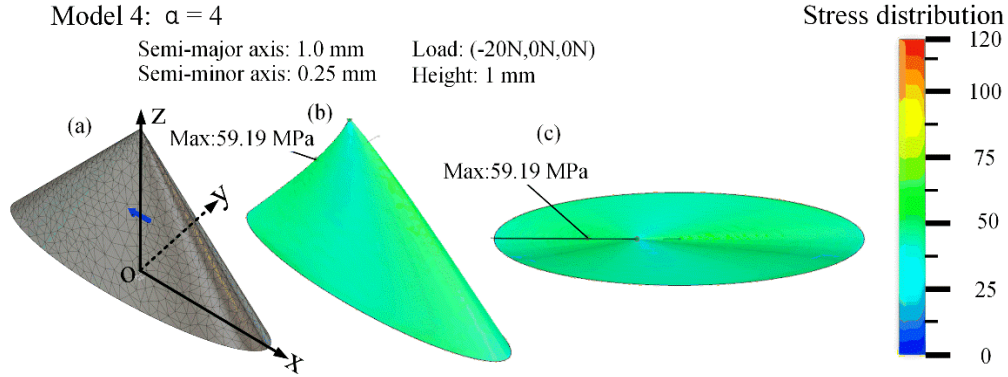 Model 4: α = 4
Stress distribution
Semi-major axis: 1.0 mm
Load: (-20N,0N,0N)
Semi-minor axis: 0.25 mm
Height: 1 mm
(a)
z
y
o
x
(b)
Max:59.19 MPa
(c)
Max:59.19 MPa
120
100
75
50
25
0